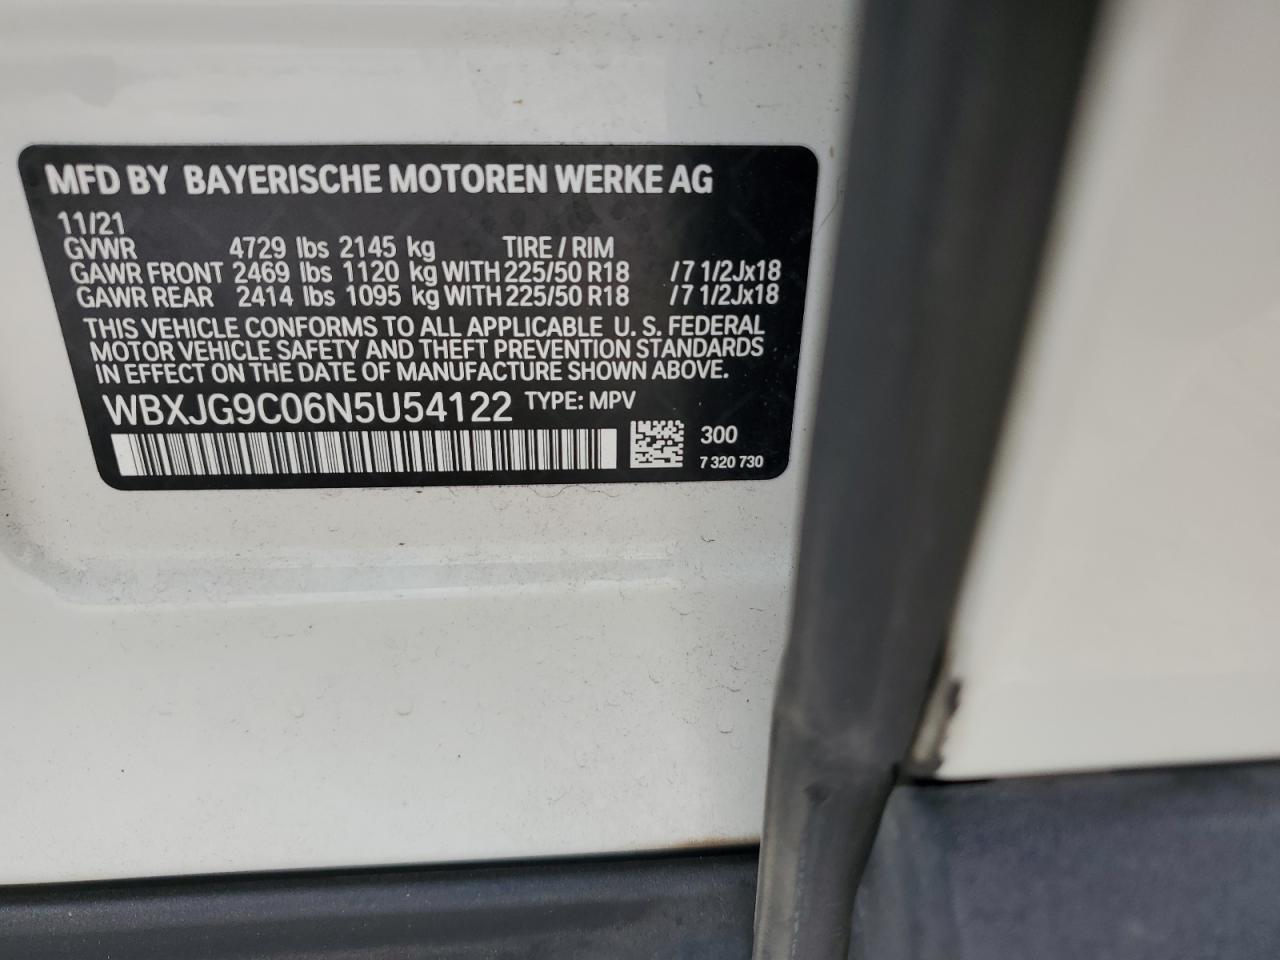 MFD BY BAYERISCHE MOTOREN WERKE AG
11/21
GVWR 4729 lbs 2145 kg TIRE / RIM
GAWR FRONT 2469 lbs 1120 kg WITH 225/50 R18 /7 1/2Jx18
GAWR REAR 2414 lbs 1095 kg WITH 225/50 R18 /7 1/2Jx18
THIS VEHICLE CONFORMS TO ALL APPLICABLE U. S. FEDERAL
MOTOR VEHICLE SAFETY AND THEFT PREVENTION STANDARDS
IN EFFECT ON THE DATE OF MANUFACTURE SHOWN ABOVE.
WBXJG9C06N5U54122 TYPE: MPV
300
7 320 730